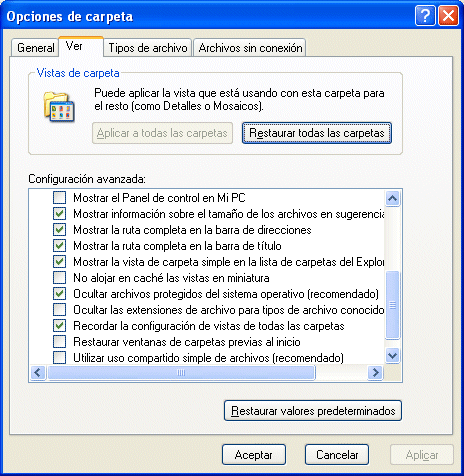 Opciones de carpeta
General
Ver
Tipos de archivo
Archivos sin conexión
Vistas de carpeta
Puede aplicar la vista que está usando con esta carpeta para
el resto (como Detalles o Mosaicos).
Aplicar a todas las carpetas
Restaurar todas las carpetas
Configuración avanzada:
Mostrar el Panel de control en Mi PC
Mostrar información sobre el tamaño de los archivos en sugerencia
Mostrar la ruta completa en la barra de direcciones
Mostrar la ruta completa en la barra de título
Mostrar la vista de carpeta simple en la lista de carpetas del Explor
No alojar en caché las vistas en miniatura
Ocultar archivos protegidos del sistema operativo (recomendado)
Ocultar las extensiones de archivo para tipos de archivo conocido
Recordar la configuración de vistas de todas las carpetas
Restaurar ventanas de carpetas previas al inicio
Utilizar uso compartido simple de archivos (recomendado)
Restaurar valores predeterminados
Aceptar
Cancelar
Aplicar